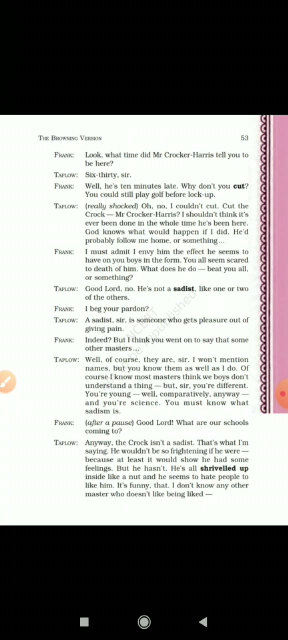 THE BROWNING VERSION 53
FRANK: Look, what time did Mr Crocker-Harris tell you to
be here?
TAPLOW: Six-thirty, sir.
FRANK: Well, he's ten minutes late. Why don't you cut?
You could still play golf before lock-up.
TAPLOW: (really shocked) Oh, no, I couldn't cut. Cut the
Crock — Mr Crocker-Harris? I shouldn't think it's
ever been done in the whole time he's been here.
God knows what would happen if I did. He'd
probably follow me home, or something...
FRANK: I must admit I envy him the effect he seems to
have on you boys in the form. You all seem scared
to death of him. What does he do — beat you all,
or something?
TAPLOW: Good Lord, no. He's not a sadist, like one or two
of the others.
FRANK: I beg your pardon?
TAPLOW: A sadist, sir, is someone who gets pleasure out of
giving pain.
FRANK: Indeed? But I think you went on to say that some
other masters...
TAPLOW: Well, of course, they are, sir. I won't mention
names, but you know them as well as I do. Of
course I know most masters think we boys don't
understand a thing — but, sir, you're different.
You're young — well, comparatively, anyway —
and you're science. You must know what
sadism is.
FRANK: (after a pause) Good Lord! What are our schools
coming to?
TAPLOW: Anyway, the Crock isn't a sadist. That's what I'm
saying. He wouldn't be so frightening if he were —
because at least it would show he had some
feelings. But he hasn't. He's all shrivelled up
inside like a nut and he seems to hate people to
like him. It's funny, that. I don't know any other
master who doesn't like being liked —